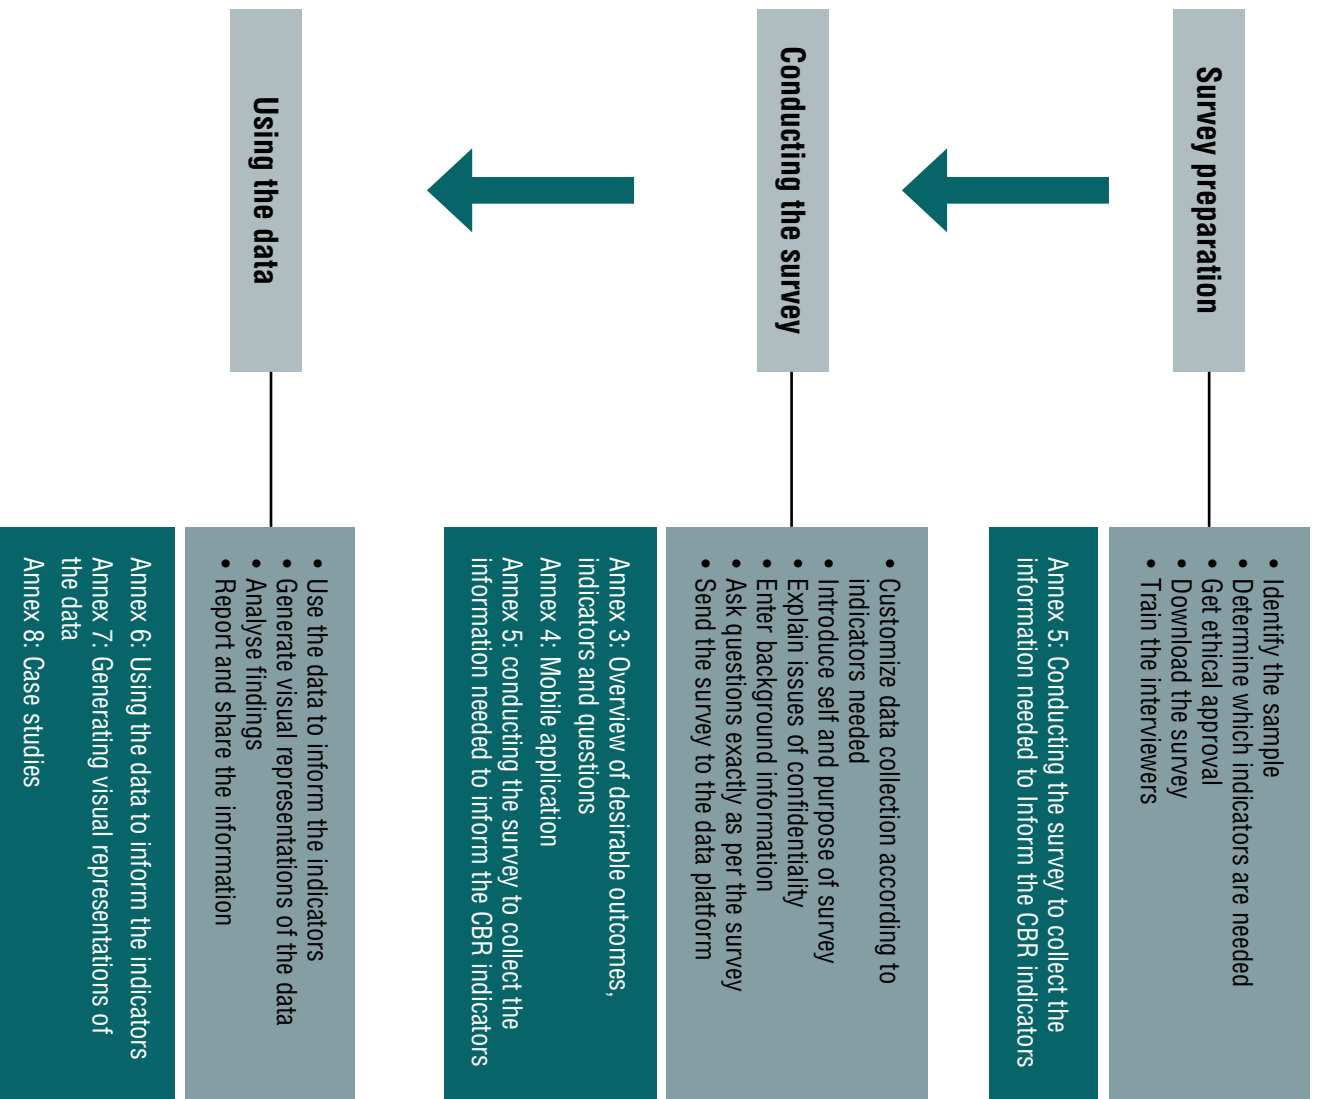 Survey preparation
• Identify the sample
• Determine which indicators are needed
• Get ethical approval
• Download the survey
• Train the interviewers
Annex 5: Conducting the survey to collect the
information needed to Inform the CBR indicators
Conducting the survey
• Customize data collection according to
indicators needed
• Introduce self and purpose of survey
• Explain issues of confidentiality
• Enter background information
• Ask questions exactly as per the survey
• Send the survey to the data platform
Annex 3: Overview of desirable outcomes,
indicators and questions
Annex 4: Mobile application
Annex 5: conducting the survey to collect the
information needed to inform the CBR indicators
Using the data
• Use the data to inform the indicators
• Generate visual representations of the data
• Analyse findings
• Report and share the information
Annex 6: Using the data to inform the indicators
Annex 7: Generating visual representations of
the data
Annex 8: Case studies